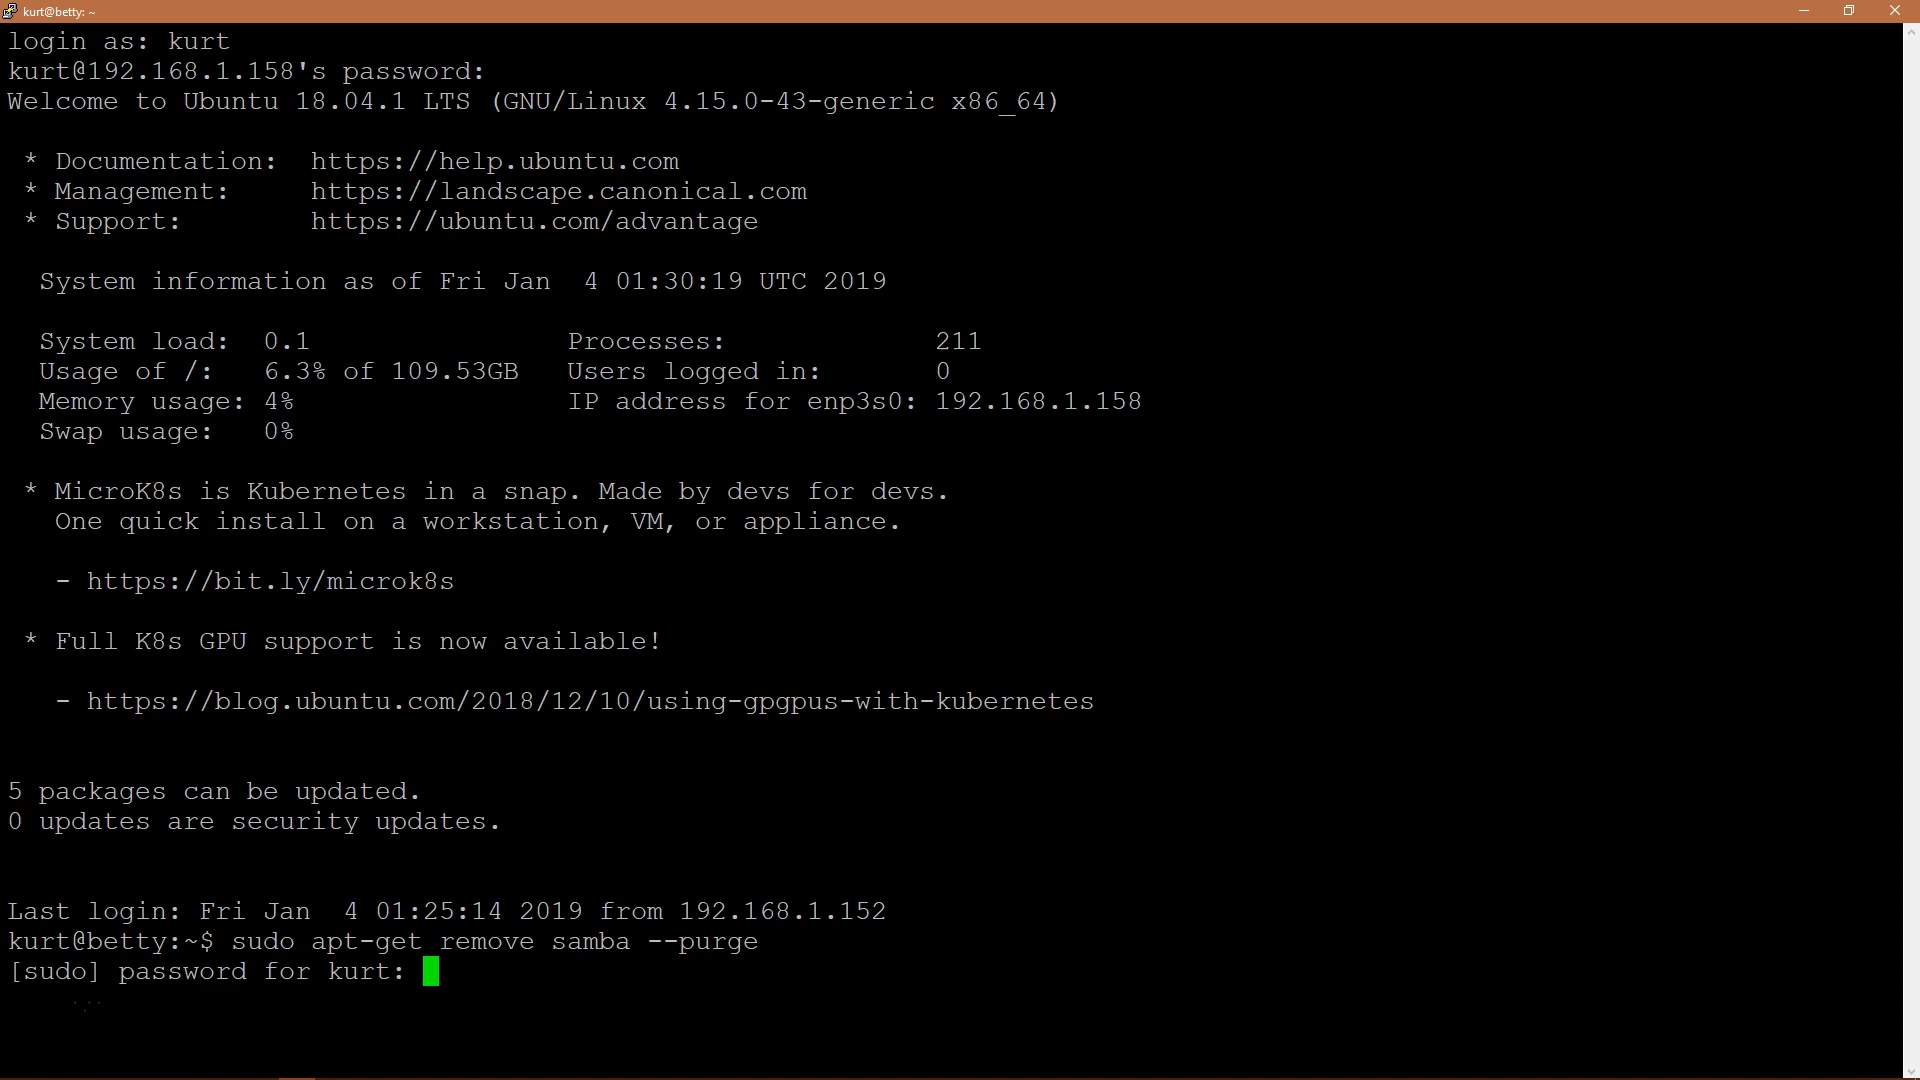 kurt@betty: ~
login as: kurt
kurt@192.168.1.158's password:
Welcome to Ubuntu 18.04.1 LTS (GNU/Linux 4.15.0-43-generic x86_64)
* Documentation:  https://help.ubuntu.com
* Management:     https://landscape.canonical.com
* Support:        https://ubuntu.com/advantage
System information as of Fri Jan  4 01:30:19 UTC 2019
System load:  0.1                Processes:             211
Usage of /:   6.3% of 109.53GB   Users logged in:       0
Memory usage: 4%                 IP address for enp3s0: 192.168.1.158
Swap usage:   0%
* MicroK8s is Kubernetes in a snap. Made by devs for devs.
One quick install on a workstation, VM, or appliance.
- https://bit.ly/microk8s
* Full K8s GPU support is now available!
- https://blog.ubuntu.com/2018/12/10/using-gpgpus-with-kubernetes
5 packages can be updated.
0 updates are security updates.
Last login: Fri Jan  4 01:25:14 2019 from 192.168.1.152
kurt@betty:~$ sudo apt-get remove samba --purge
[sudo] password for kurt: